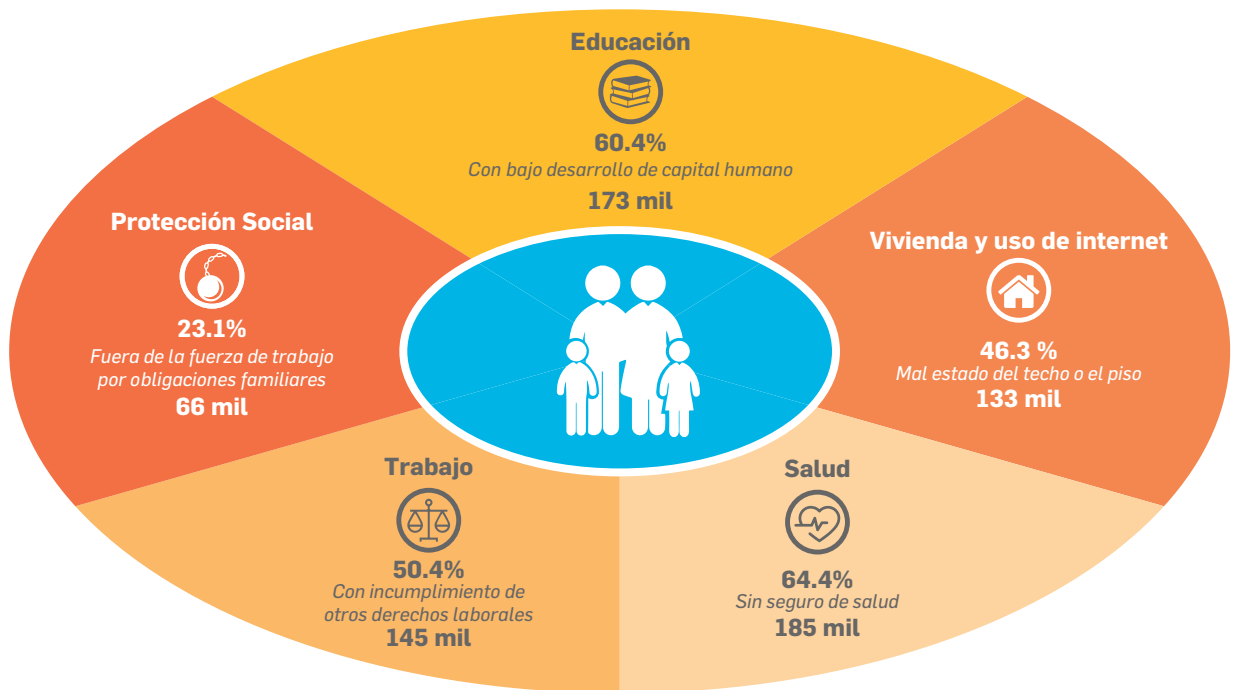 Educación
60.4%
Con bajo desarrollo de capital humano
173 mil
Protección Social
23.1%
Fuera de la fuerza de trabajo
por obligaciones familiares
66 mil
Vivienda y uso de internet
46.3 %
Mal estado del techo o el piso
133 mil
Trabajo
50.4%
Con incumplimiento de
otros derechos laborales
145 mil
Salud
64.4%
Sin seguro de salud
185 mil